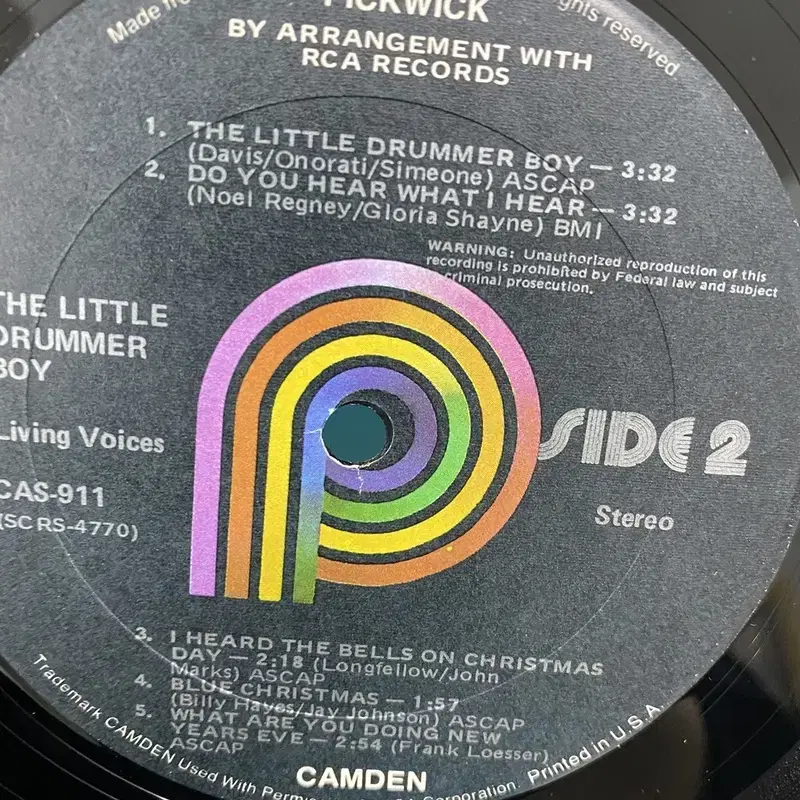 Made
PICKWICK
rights reserved
BY ARRANGEMENT WITH
RCA RECORDS
1. THE LITTLE DRUMMER BOY — 3:32
(Davis/Onorati/Simeone) ASCAP
2. DO YOU HEAR WHAT I HEAR — 3:32
(Noel Regney/Gloria Shayne) BMI
WARNING: Unauthorized reproduction of this
recording is prohibited by Federal law and subject
criminal prosecution.
THE LITTLE
DRUMMER
BOY
Living Voices
CAS-911
(SCRS-4770)
SIDE 2
Stereo
3. I HEARD THE BELLS ON CHRISTMAS
DAY — 2:18 (Longfellow/John
Marks) ASCAP
4. BLUE CHRISTMAS — 1:57
(Billy Hayes/Jay Johnson) ASCAP
5. WHAT ARE YOU DOING NEW
YEARS EVE — 2:54 (Frank Loesser)
ASCAP
CAMDEN
Trademark CAMDEN Used With Corporation. Printed in U.S.A.